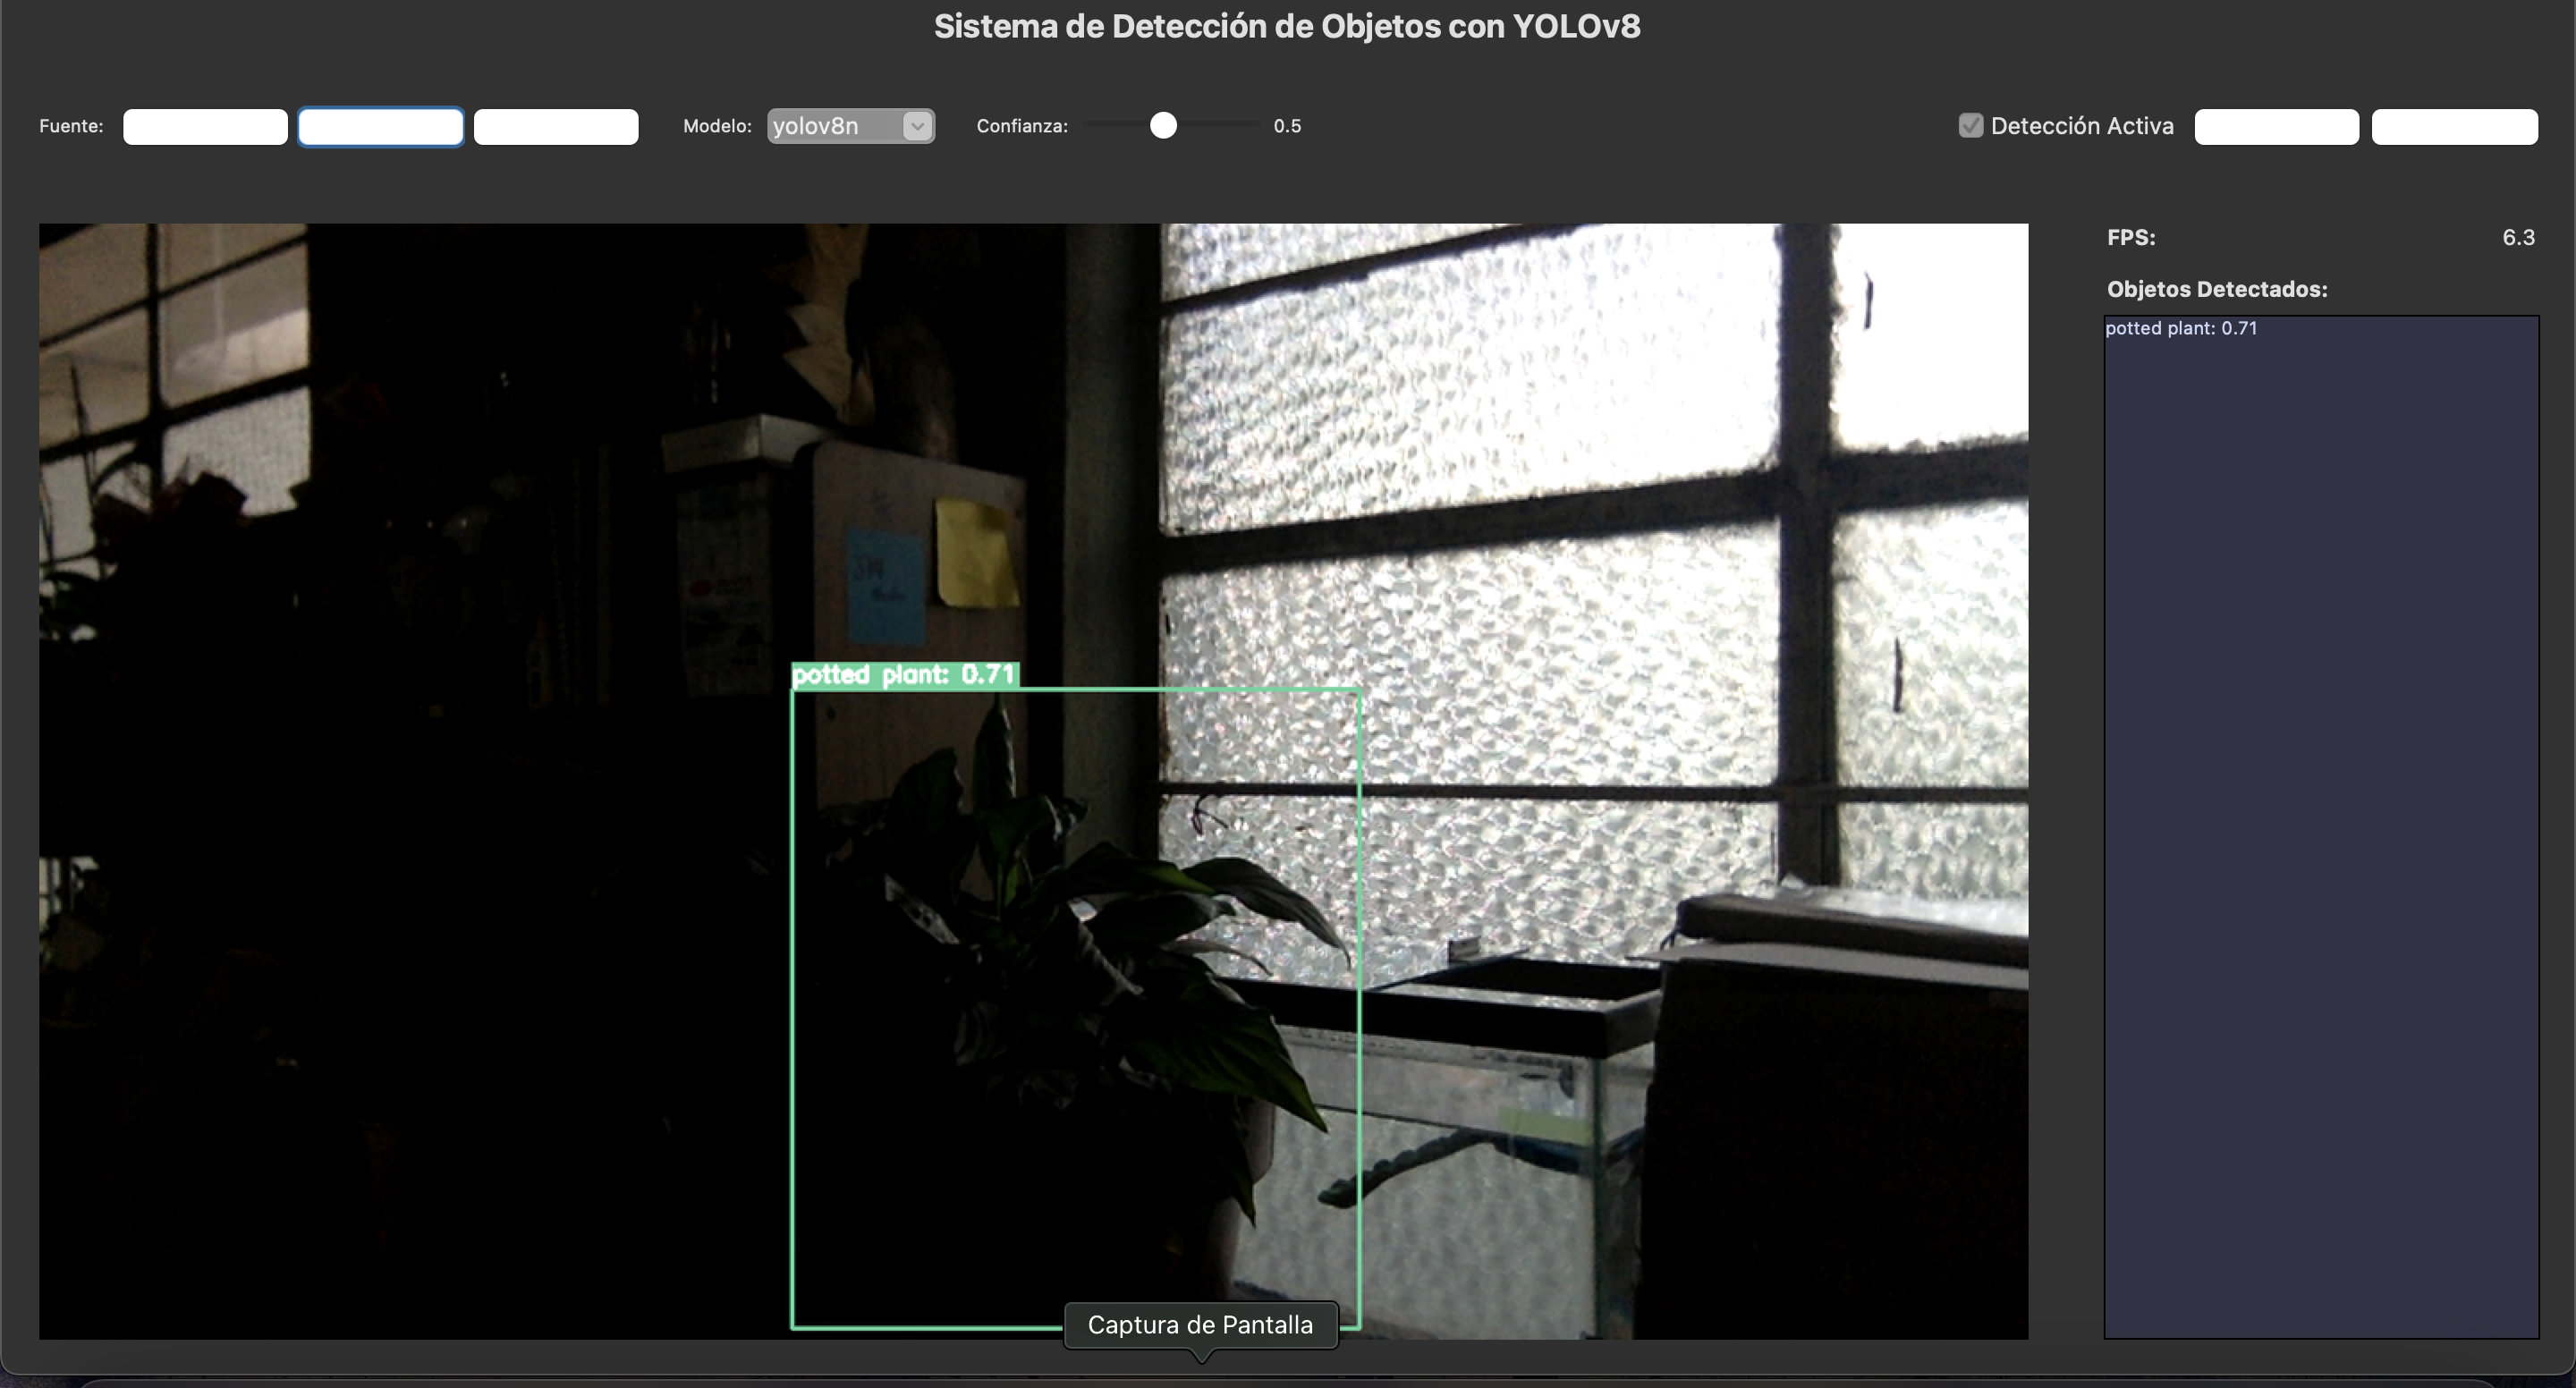 Sistema de Detección de Objetos con YOLOv8
Fuente:
Modelo: yolov8n
Confianza: 0.5
Detección Activa
FPS: 6.3
Objetos Detectados:
potted plant: 0.71
potted plant: 0.71
Captura de Pantalla